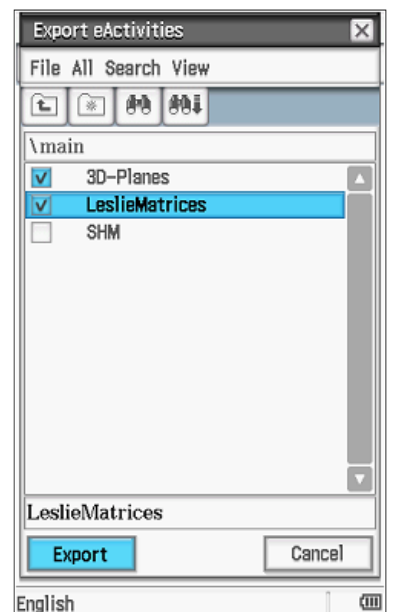 Export eActivities
File All Search View
\main
3D-Planes
LeslieMatrices
SHM
LeslieMatrices
Export
Cancel
English